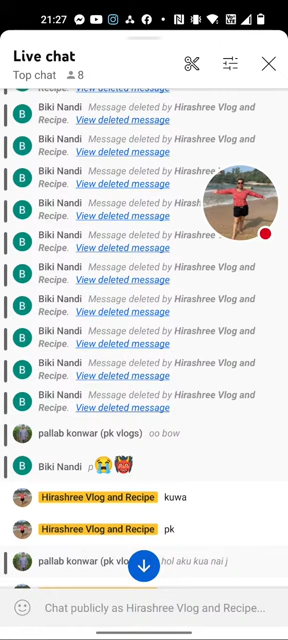 21:27
Live chat
Top chat 8
Recipe. View deleted message
B Biki Nandi Message deleted by Hirashree Vlog and
Recipe. View deleted message
B Biki Nandi Message deleted by Hirashree Vlog and
Recipe. View deleted message
B Biki Nandi Message deleted by Hirashree V
Recipe. View deleted message
B Biki Nandi Message deleted by Hirash
Recipe. View deleted message
B Biki Nandi Message deleted by Hirashree
Recipe. View deleted message
B Biki Nandi Message deleted by Hirashree Vlog and
Recipe. View deleted message
B Biki Nandi Message deleted by Hirashree Vlog and
Recipe. View deleted message
B Biki Nandi Message deleted by Hirashree Vlog and
Recipe. View deleted message
B Biki Nandi Message deleted by Hirashree Vlog and
Recipe. View deleted message
B Biki Nandi Message deleted by Hirashree Vlog and
Recipe. View deleted message
pallab konwar (pk vlogs) oo bow
B Biki Nandi p😭👹
Hirashree Vlog and Recipe kuwa
Hirashree Vlog and Recipe pk
pallab konwar (pk vlo hol aku kua nai j
Chat publicly as Hirashree Vlog and Recipe...